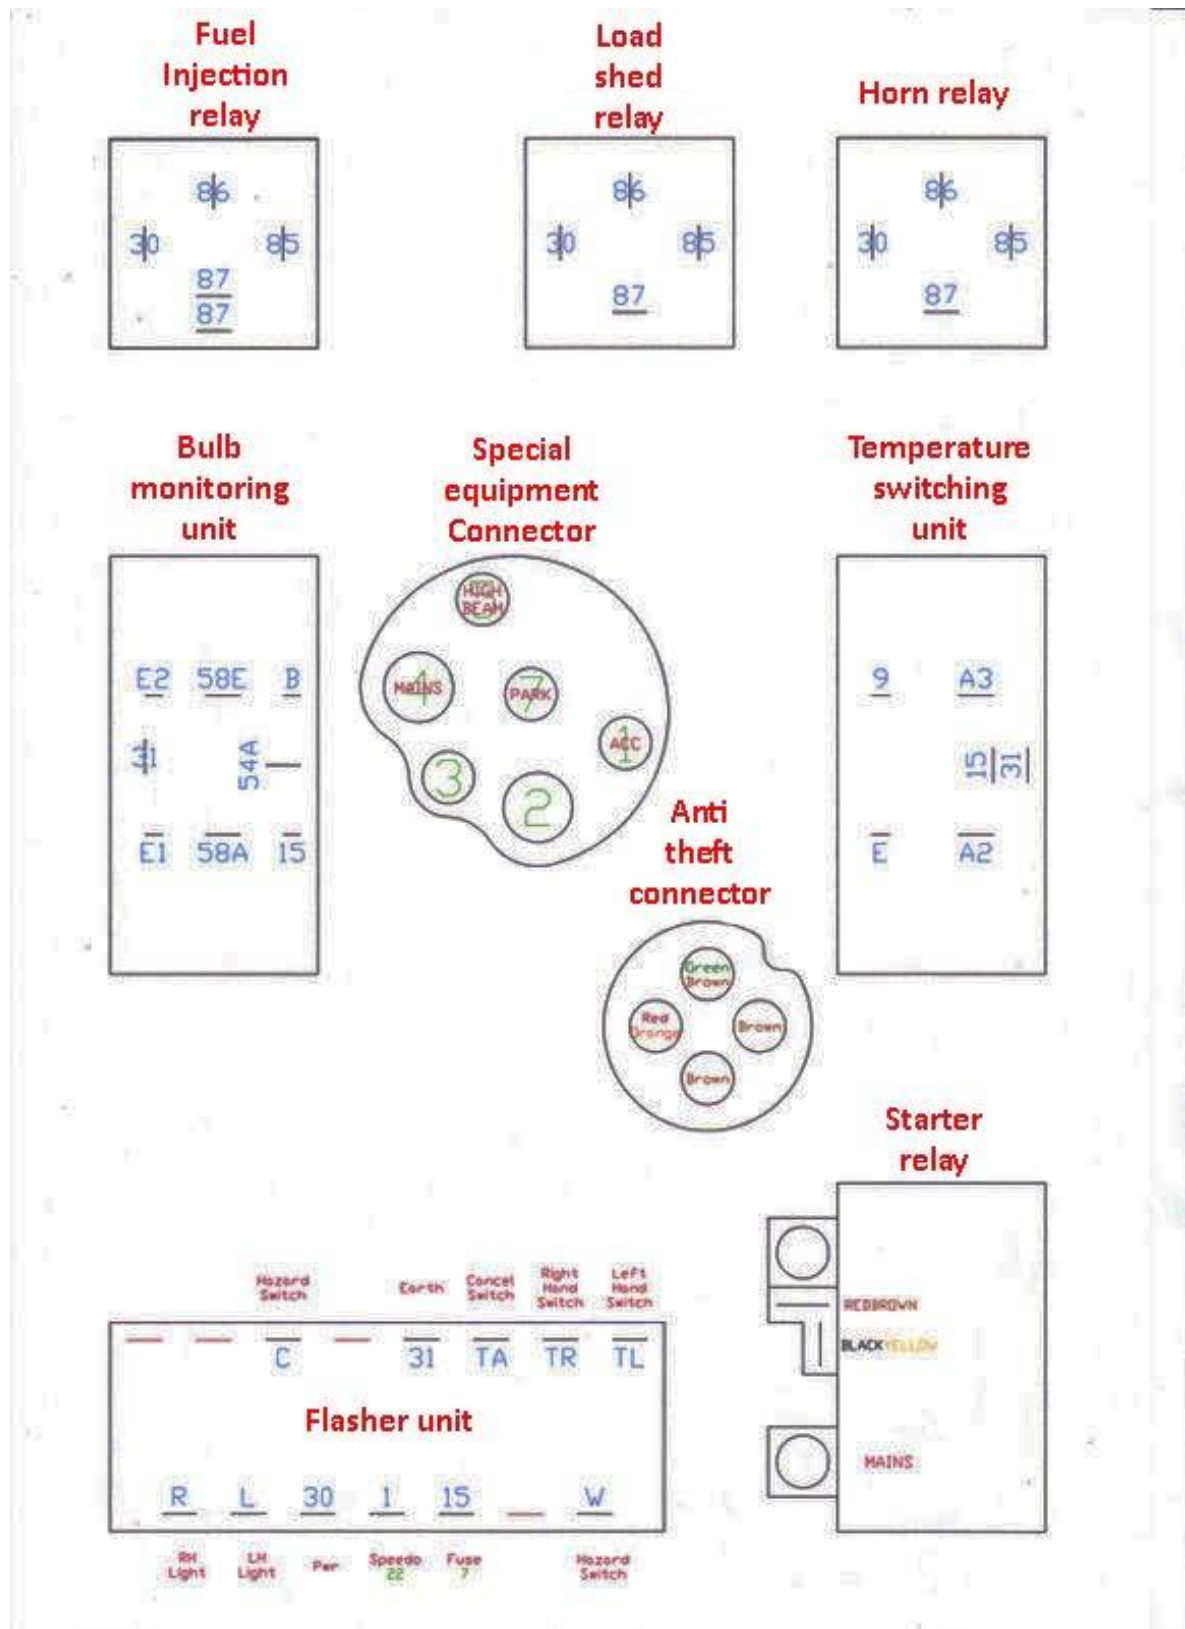 Fuel
Injection
relay
Load
shed
relay
Horn relay
86
30 85
87
87
86
30 85
87
86
30 85
87
Bulb
monitoring
unit
Special
equipment
Connector
Temperature
switching
unit
E2 58E B
31
54A
E1 58A 15
HIGH
BEAM
MAINS
4
PARK
7
ACC
1
3
2
9 A3
15
31
E A2
Anti
theft
connector
Green
Brown
Red
Orange
Brown
Brown
Starter
relay
REDBROWN
BLACKYELLOW
MAINS
Hazard
Switch
Earth
Cancel
Switch
Right
Hand
Switch
Left
Hand
Switch
C 31 TA TR TL
Flasher unit
R L 30 1 15 W
RH
Light
LH
Light
Pwr
Speedo
22
Fuse
7
Hazard
Switch